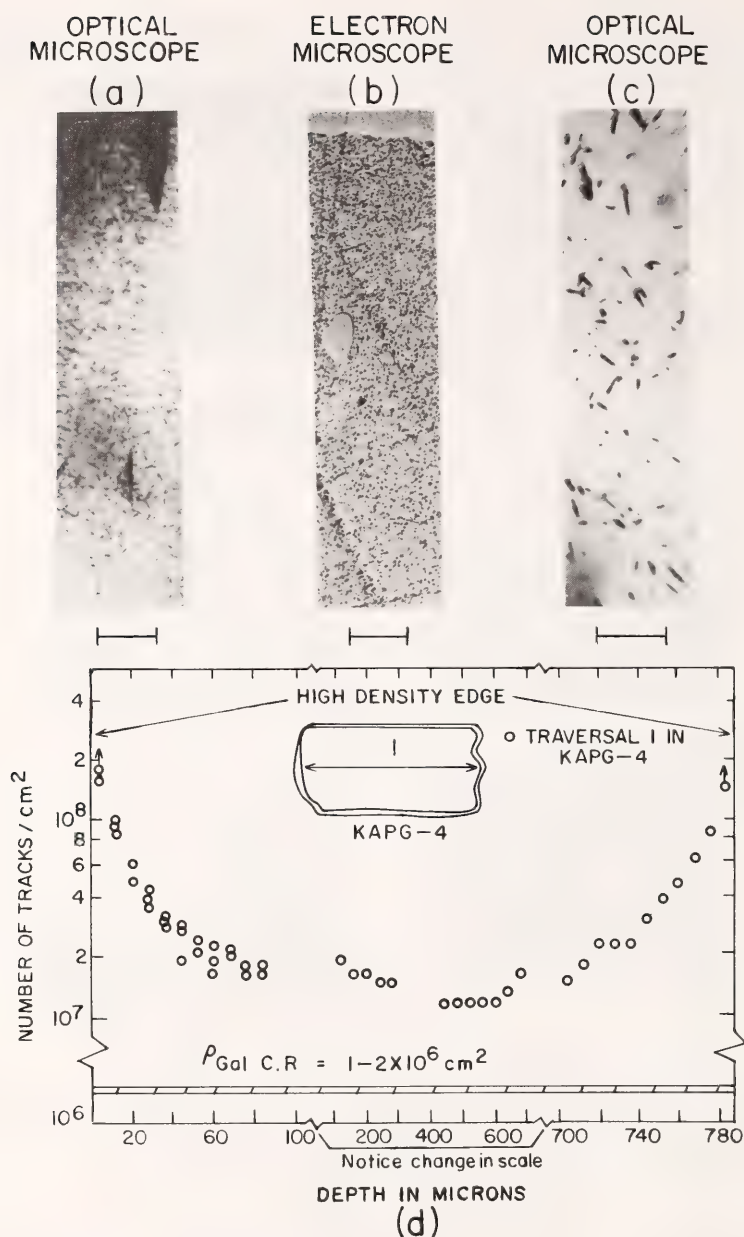 OPTICAL
MICROSCOPE
(a)
ELECTRON
MICROSCOPE
(b)
OPTICAL
MICROSCOPE
(c)
HIGH DENSITY EDGE
1
KAPG-4
o TRAVERSAL 1 IN
KAPG-4
NUMBER OF TRACKS / cm²
4
2
10⁸
8
6
4
2
10⁷
10⁶
ρGal C.R = 1-2X10⁶ cm²
20 60 100 200 400 600 700 740 780
Notice change in scale
DEPTH IN MICRONS
(d)